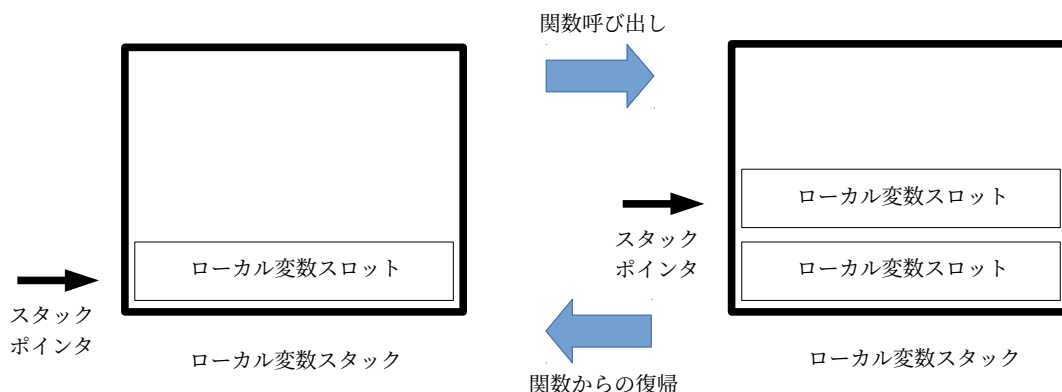 関数呼び出し
ローカル変数スロット
スタック
ポインタ
ローカル変数スタック
ローカル変数スロット
ローカル変数スロット
スタック
ポインタ
ローカル変数スタック
関数からの復帰